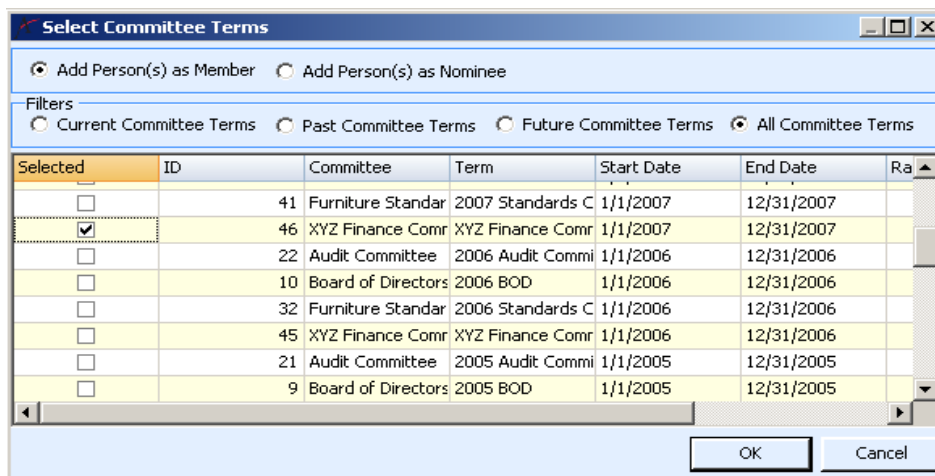 Select Committee Terms
Add Person(s) as Member Add Person(s) as Nominee
Filters
Current Committee Terms Past Committee Terms Future Committee Terms All Committee Terms
Selected ID Committee Term Start Date End Date Ra
41 Furniture Standar 2007 Standards C 1/1/2007 12/31/2007
46 XYZ Finance Comr XYZ Finance Comr 1/1/2007 12/31/2007
22 Audit Committee 2006 Audit Commi 1/1/2006 12/31/2006
10 Board of Directors 2006 BOD 1/1/2006 12/31/2006
32 Furniture Standar 2006 Standards C 1/1/2006 12/31/2006
45 XYZ Finance Comr XYZ Finance Comr 1/1/2006 12/31/2006
21 Audit Committee 2005 Audit Commi 1/1/2005 12/31/2005
9 Board of Directors 2005 BOD 1/1/2005 12/31/2005
OK Cancel